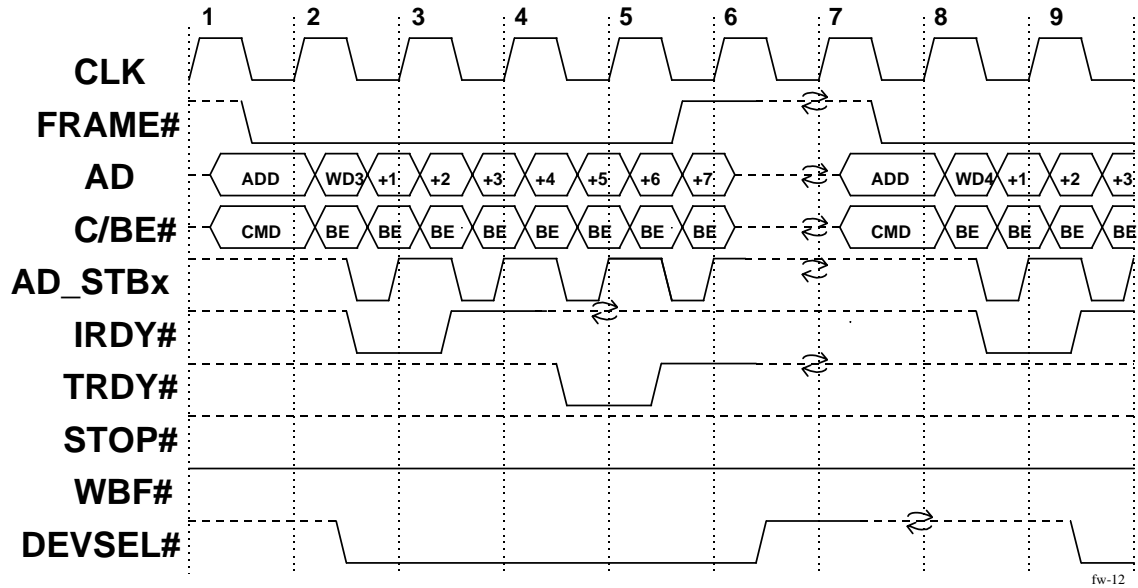 1 2 3 4 5 6 7 8 9
CLK
FRAME#
AD ADD WD3 +1 +2 +3 +4 +5 +6 +7 ADD WD4 +1 +2 +3
C/BE# CMD BE BE BE BE BE BE BE BE CMD BE BE BE BE
AD_STBx
IRDY#
TRDY#
STOP#
WBF#
DEVSEL#
fw-12